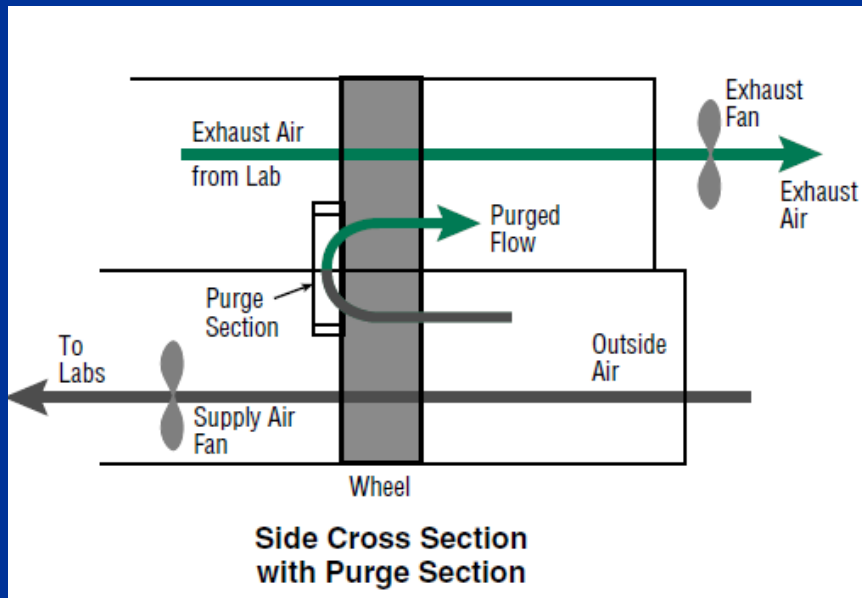 Exhaust
Fan
Exhaust Air
from Lab
Exhaust
Air
Purged
Flow
Purge
Section
To
Labs
Outside
Air
Supply Air
Fan
Wheel
Side Cross Section
with Purge Section